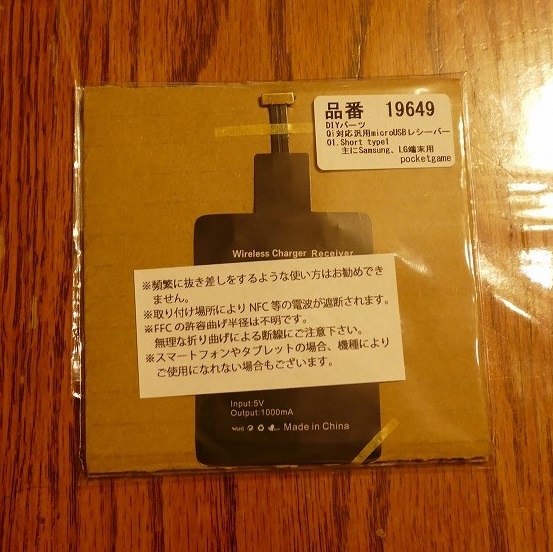 品番 19649
DIYパーツ
Qi対応汎用microUSBレシーバー
01.Short type1
主にSamsung、LG端末用
pocketgame
Wireless Charger Receiver
※頻繁に抜き差しをするような使い方はお勧めでき
ません。
※取り付け場所により NFC 等の電波が遮断されます。
※FFC の許容曲げ半径は不明です。
無理な折り曲げによる断線にご注意下さい。
※スマートフォンやタブレットの場合、機種により
ご使用になれない場合もございます。
Input:5V
Output:1000mA
Made in China